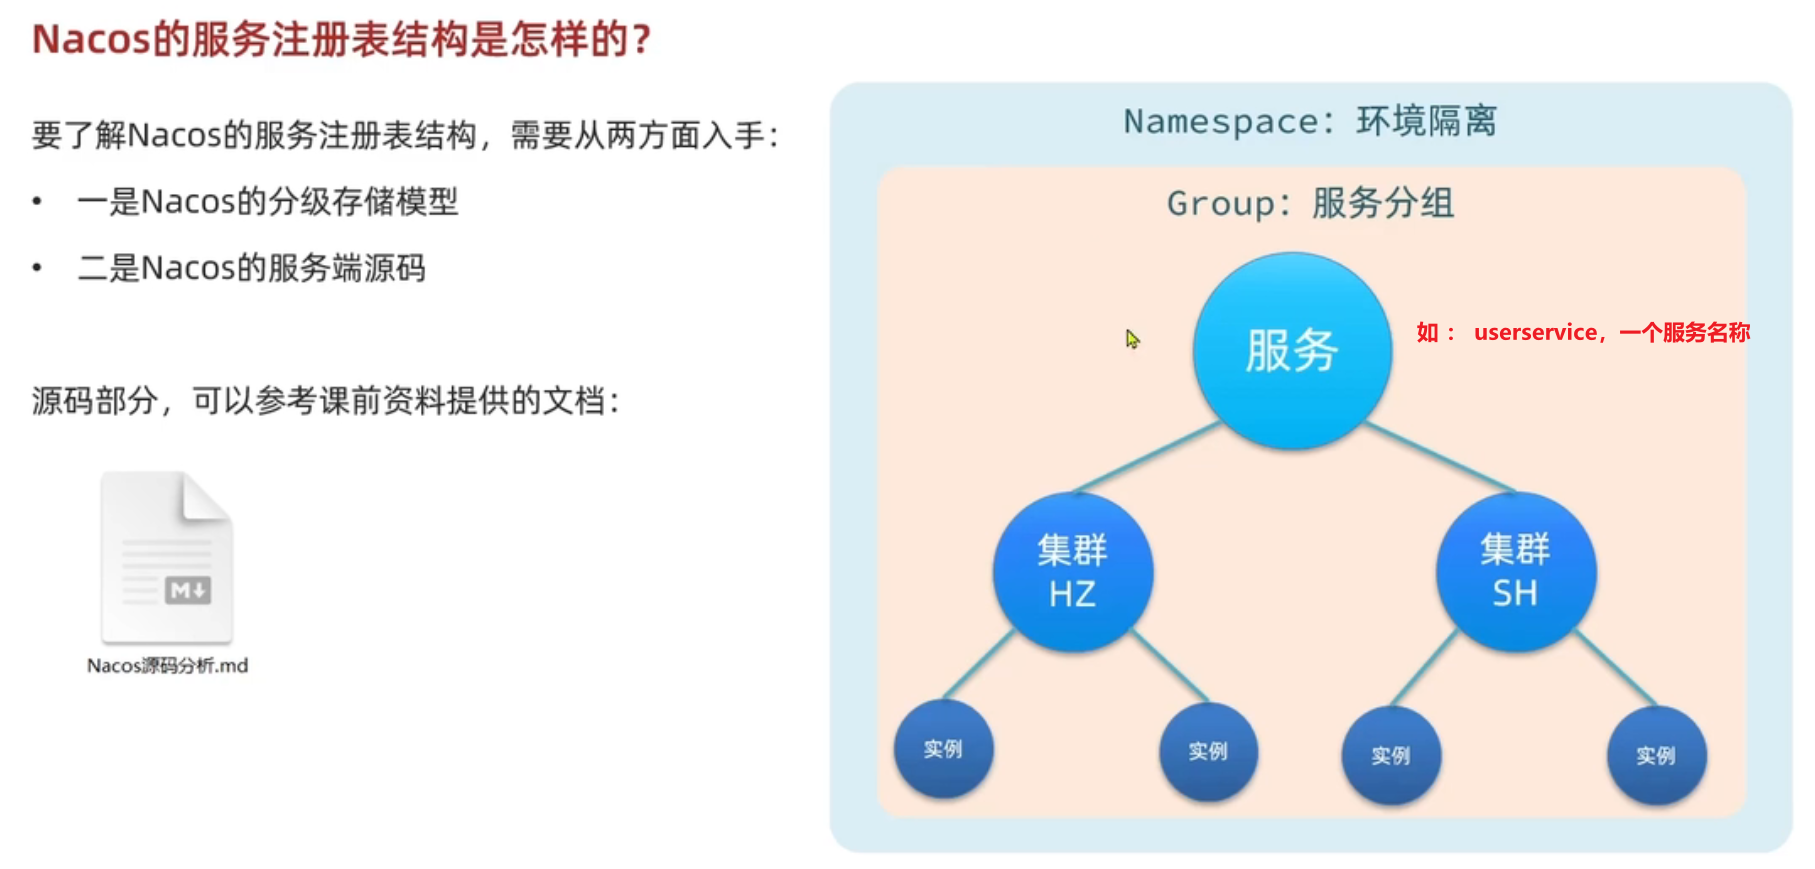 Nacos的服务注册表结构是怎样的？
要了解Nacos的服务注册表结构，需要从两方面入手：
• 一是Nacos的分级存储模型
• 二是Nacos的服务端源码
源码部分，可以参考课前资料提供的文档：
M↓
Nacos源码分析.md
Namespace：环境隔离
Group：服务分组
服务
如 ： userservice，一个服务名称
集群
HZ
集群
SH
实例
实例
实例
实例